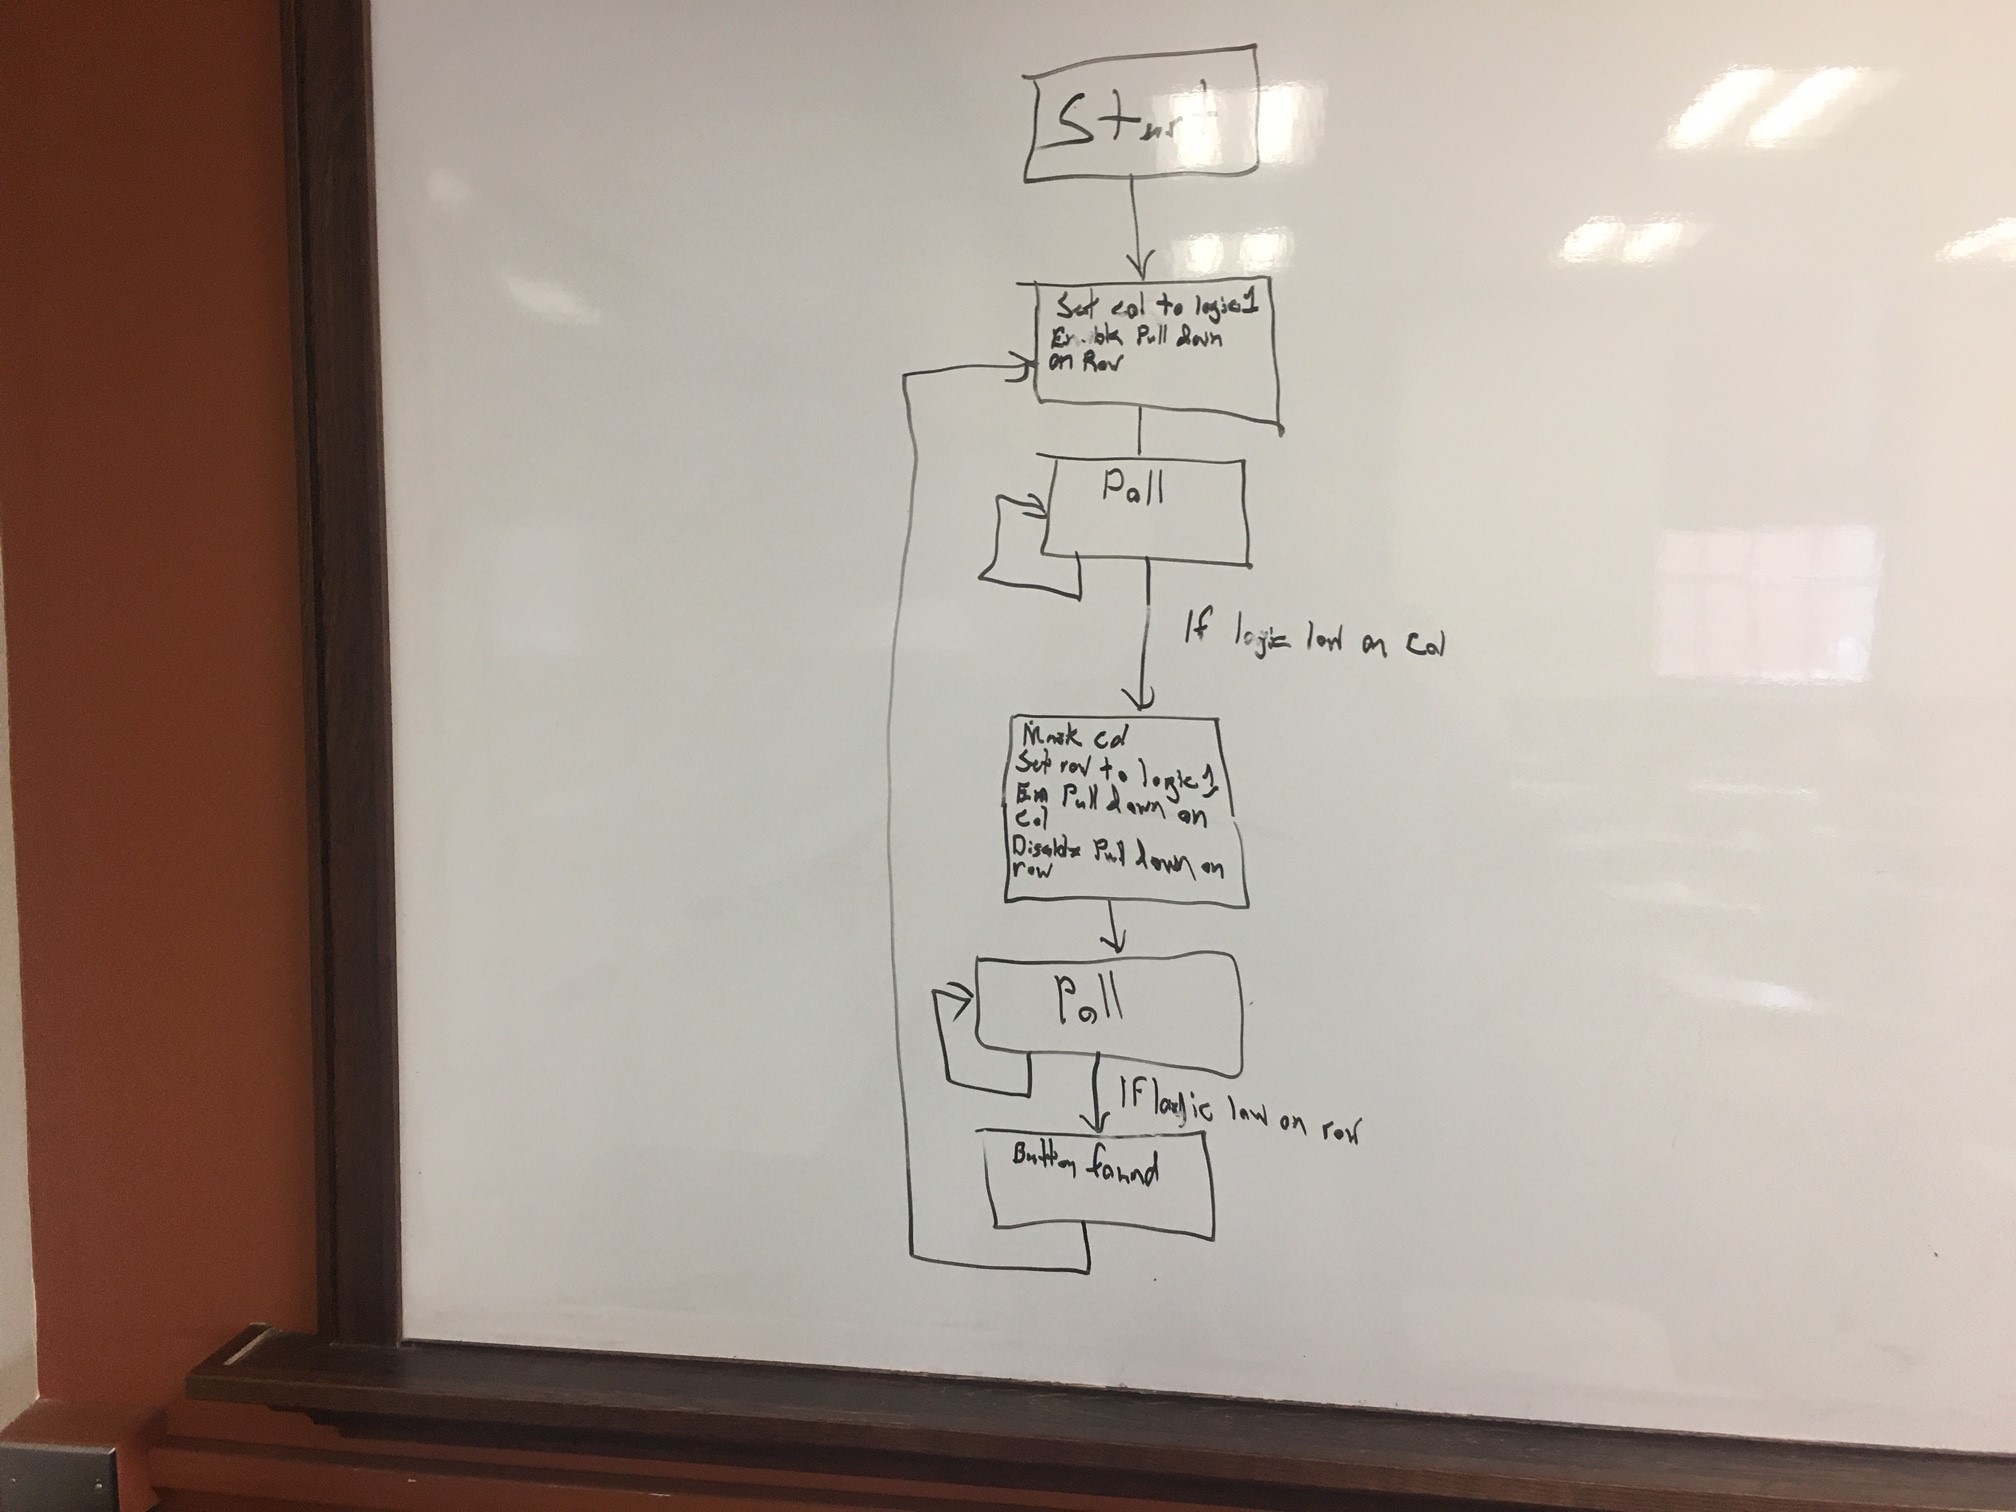 Start
Set col to logic 1
Enable Pull down
on Row
Poll
If logic low on Col
Mark col
Set row to logic 1
En Pull down on
Col
Disable Pull down on
row
Poll
If logic low on row
Button found